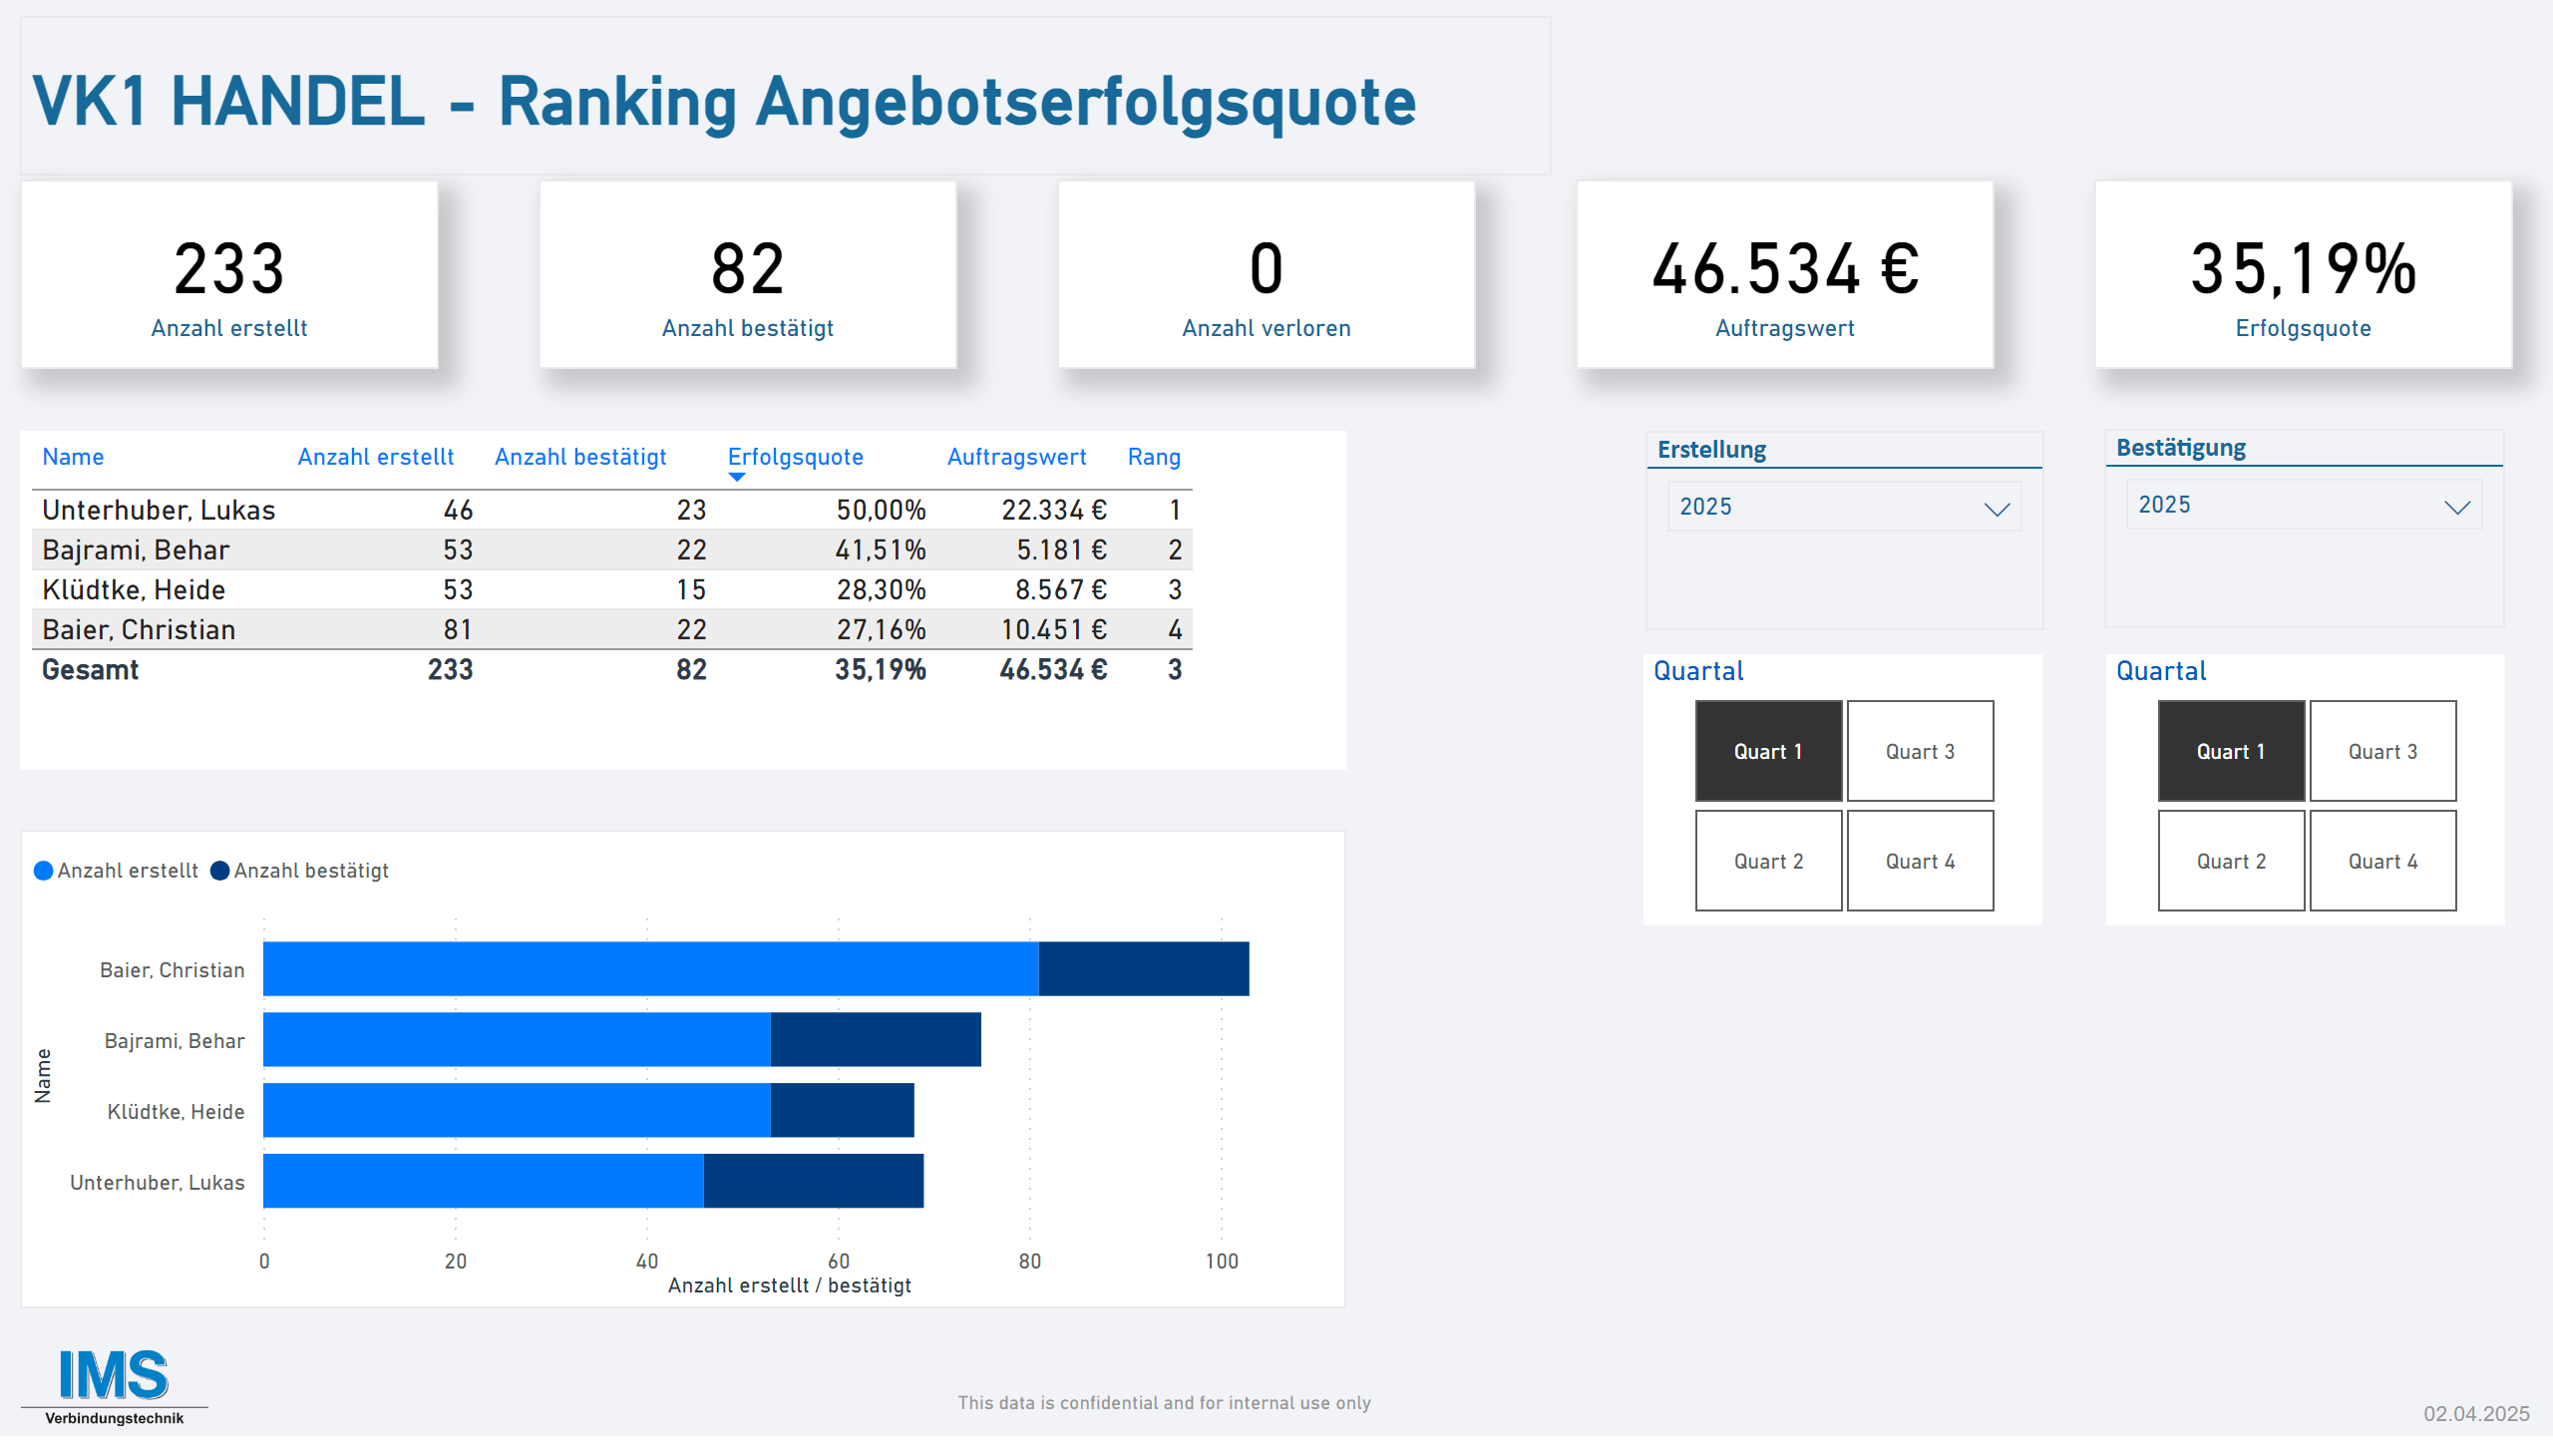 VK1 HANDEL - Ranking Angebotserfolgsquote
233
Anzahl erstellt
82
Anzahl bestätigt
0
Anzahl verloren
46.534 €
Auftragswert
35,19%
Erfolgsquote
Name Anzahl erstellt Anzahl bestätigt Erfolgsquote Auftragswert Rang
Unterhuber, Lukas 46 23 50,00% 22.334 € 1
Bajrami, Behar 53 22 41,51% 5.181 € 2
Klüdtke, Heide 53 15 28,30% 8.567 € 3
Baier, Christian 81 22 27,16% 10.451 € 4
Gesamt 233 82 35,19% 46.534 € 3
Erstellung
2025
Bestätigung
2025
Quartal
Quart 1 Quart 3
Quart 2 Quart 4
Quartal
Quart 1 Quart 3
Quart 2 Quart 4
Anzahl erstellt Anzahl bestätigt
Name
Baier, Christian
Bajrami, Behar
Klüdtke, Heide
Unterhuber, Lukas
0 20 40 60 80 100
Anzahl erstellt / bestätigt
IMS
Verbindungstechnik
This data is confidential and for internal use only
02.04.2025